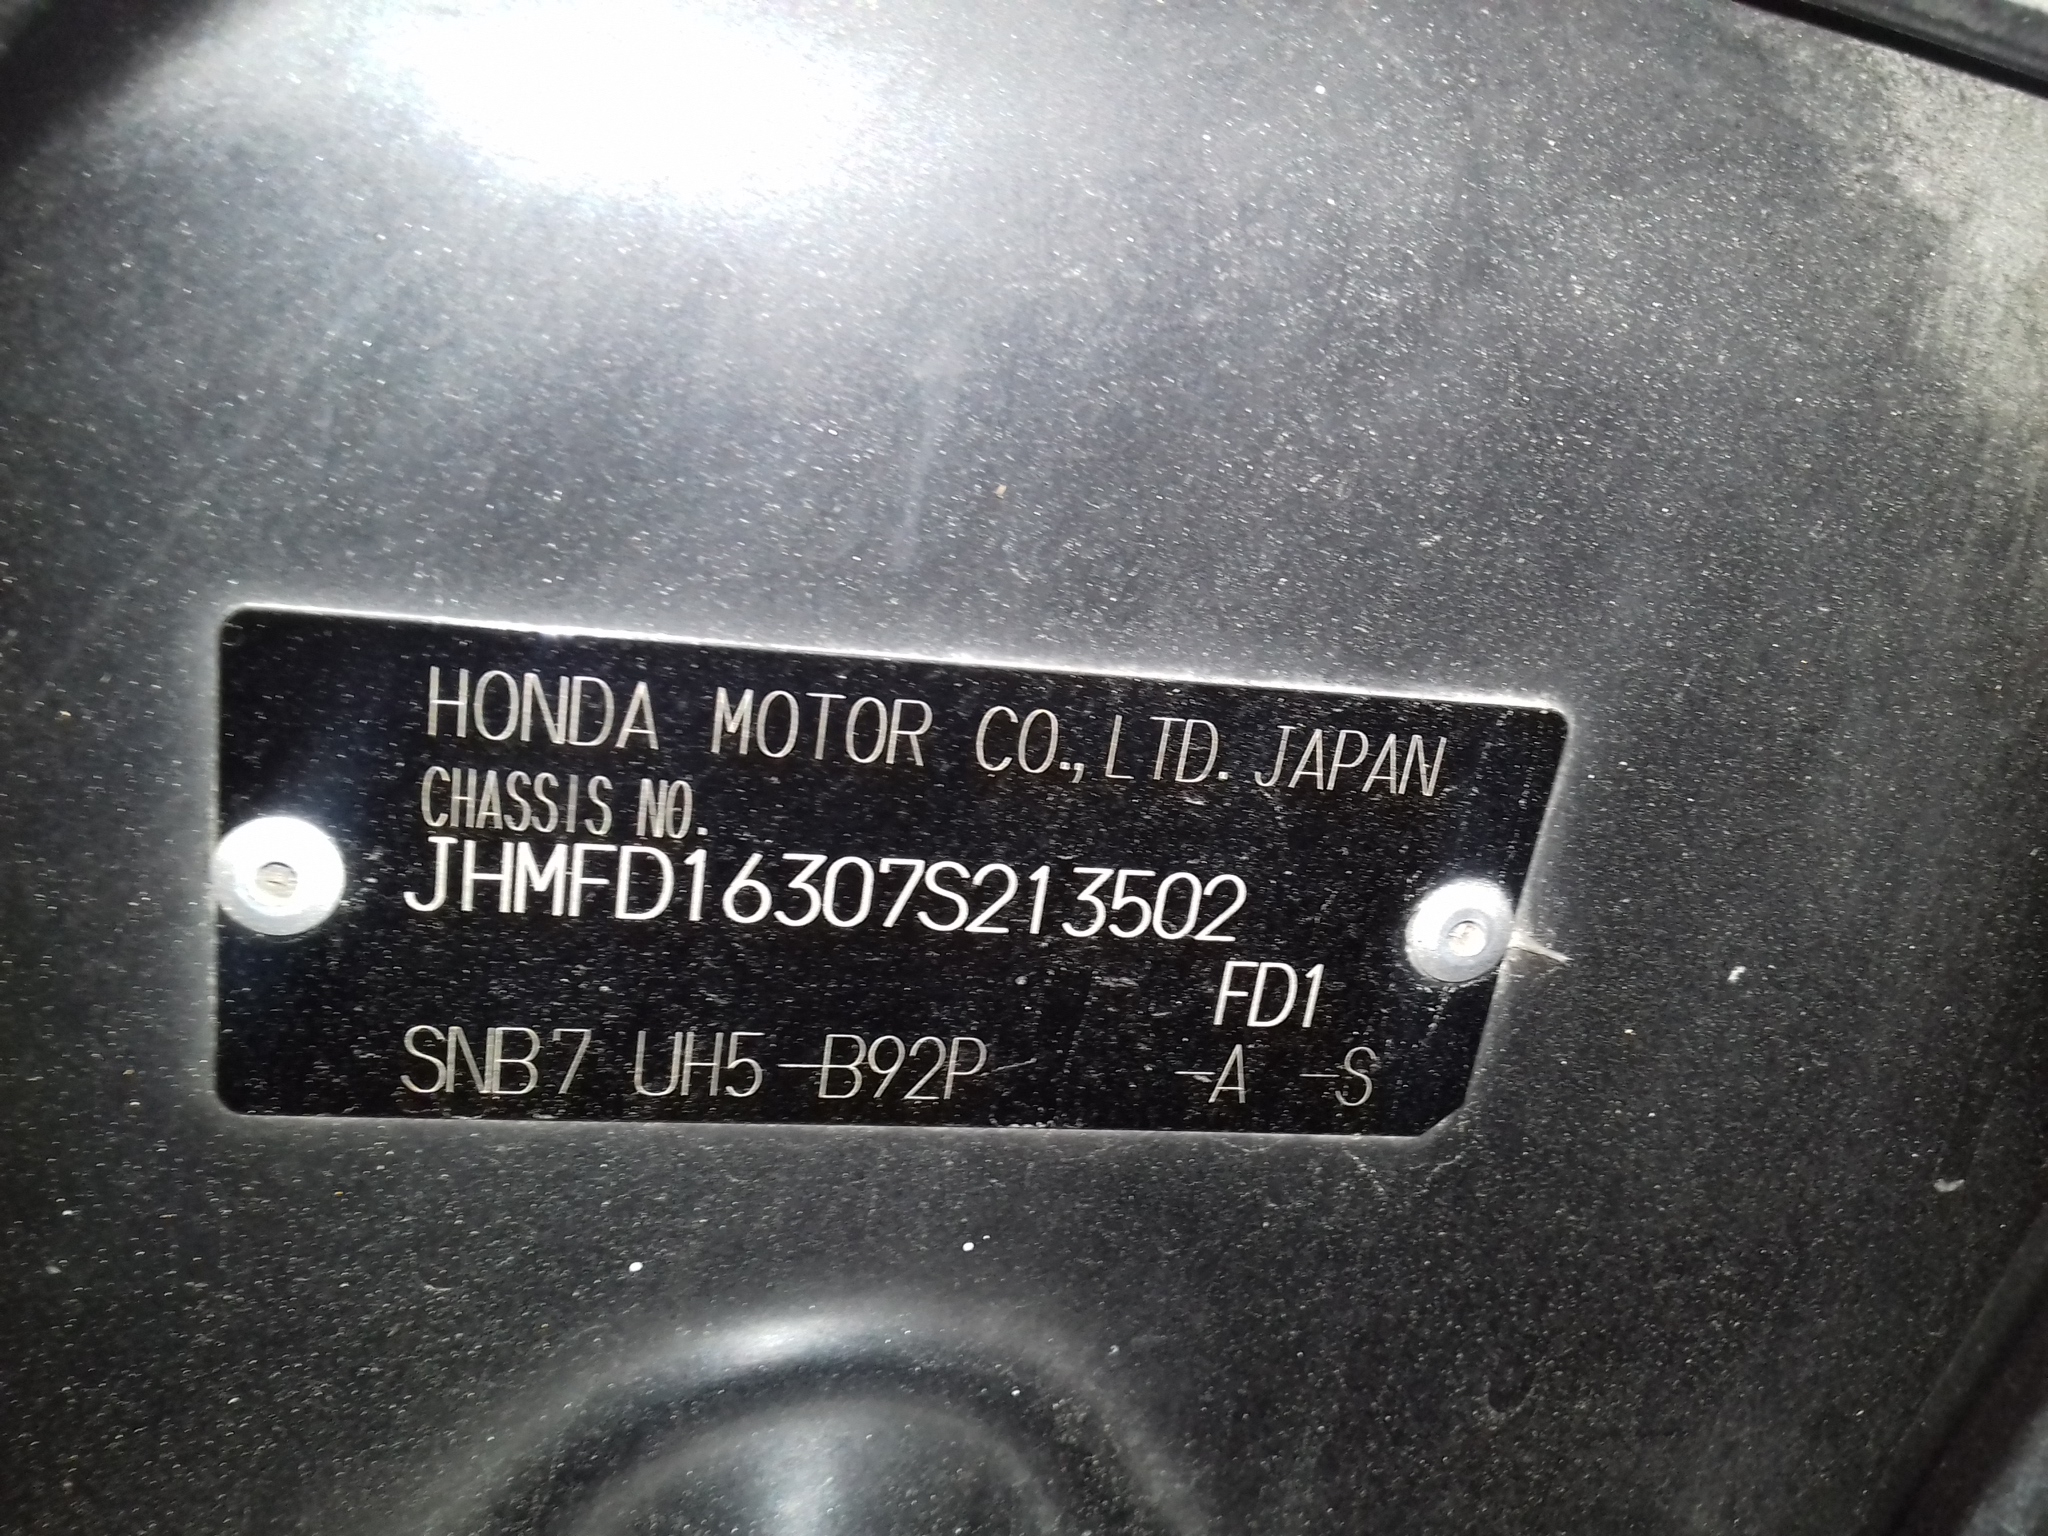 HONDA MOTOR CO., LTD. JAPAN
CHASSIS NO.
JHMFD16307S213502
FD1
SNB7 UH5-B92P -A -S